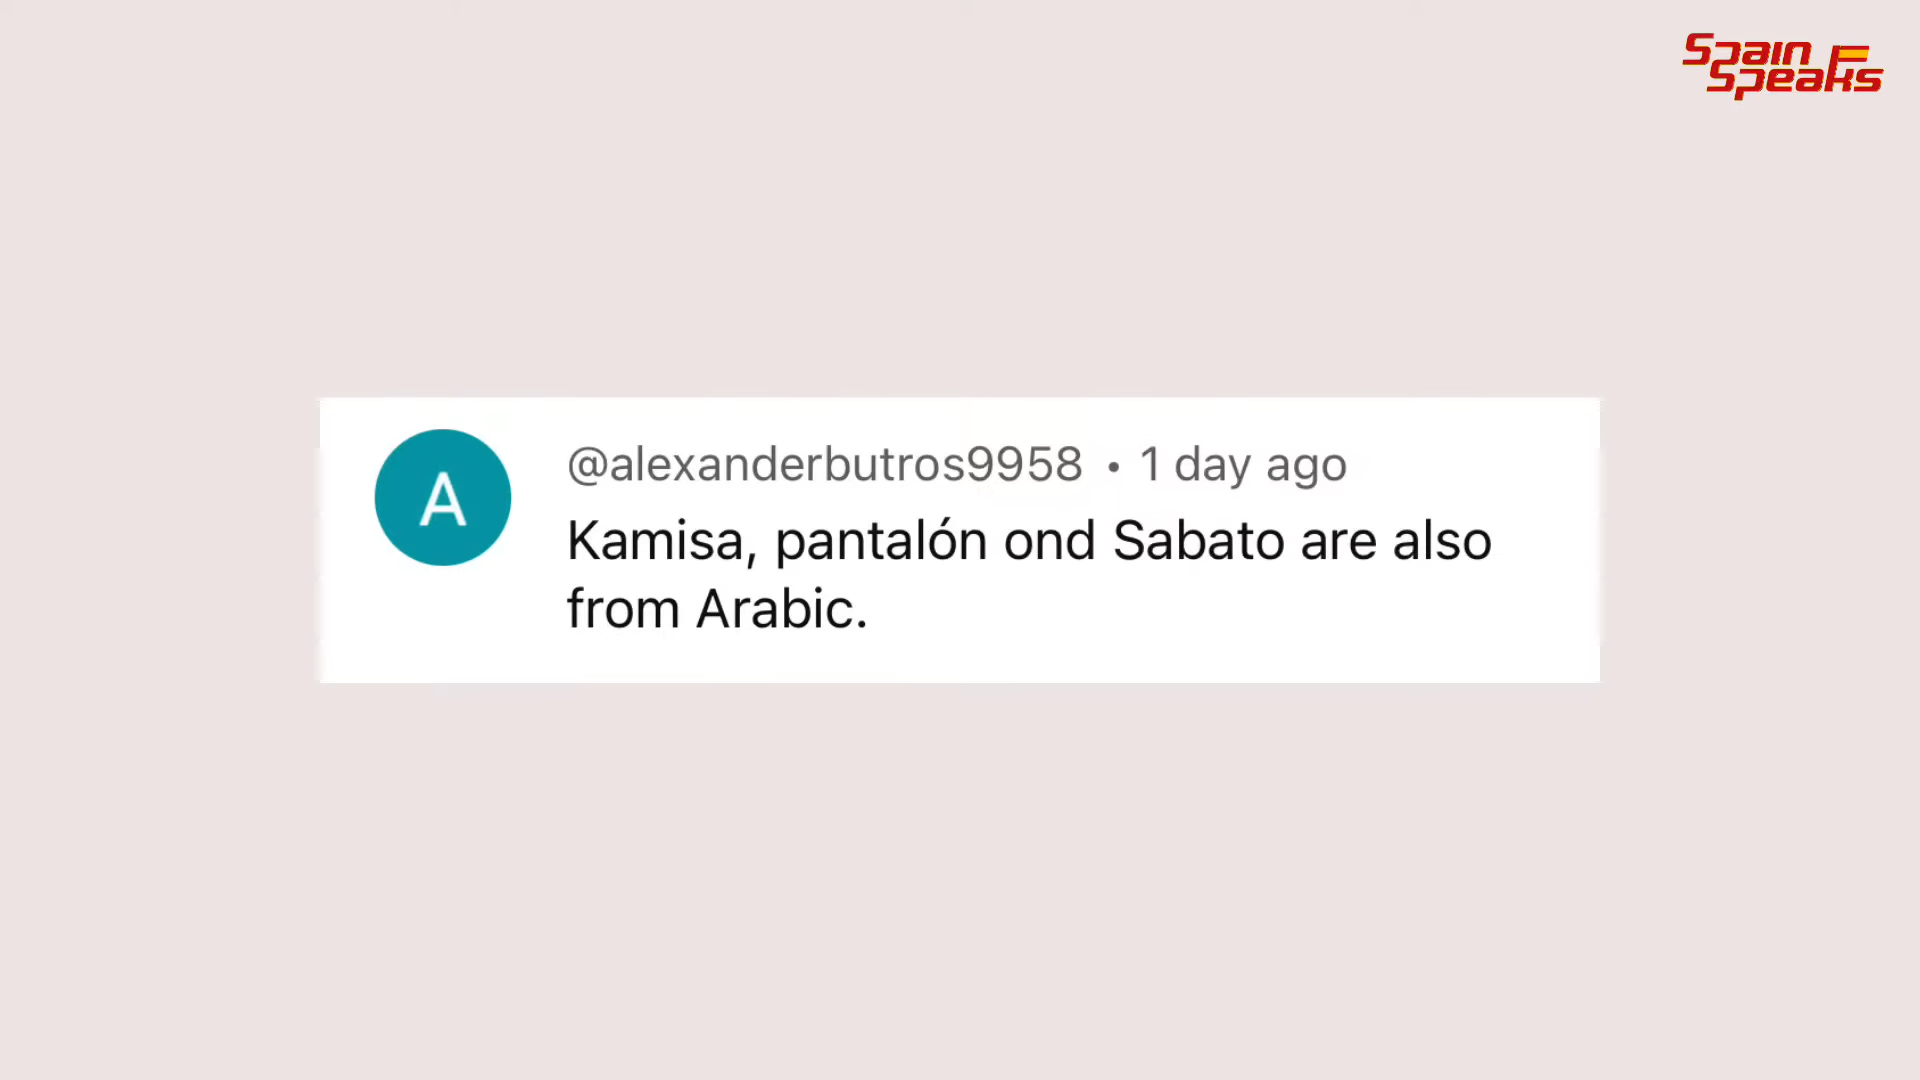 Spain
Speaks
A
@alexanderbutros9958 • 1 day ago
Kamisa, pantalón ond Sabato are also
from Arabic.